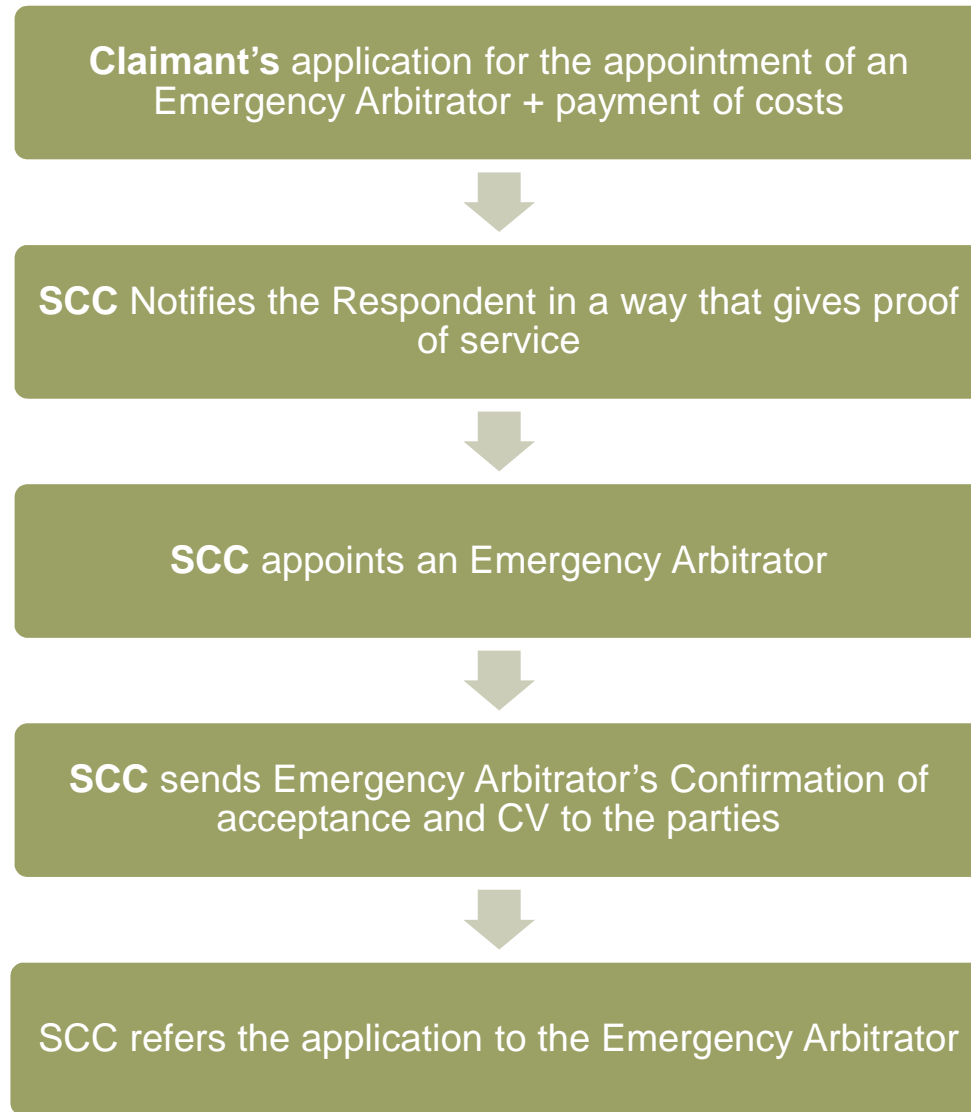 Claimant's application for the appointment of an
Emergency Arbitrator + payment of costs
SCC Notifies the Respondent in a way that gives proof
of service
SCC appoints an Emergency Arbitrator
SCC sends Emergency Arbitrator’s Confirmation of
acceptance and CV to the parties
SCC refers the application to the Emergency Arbitrator